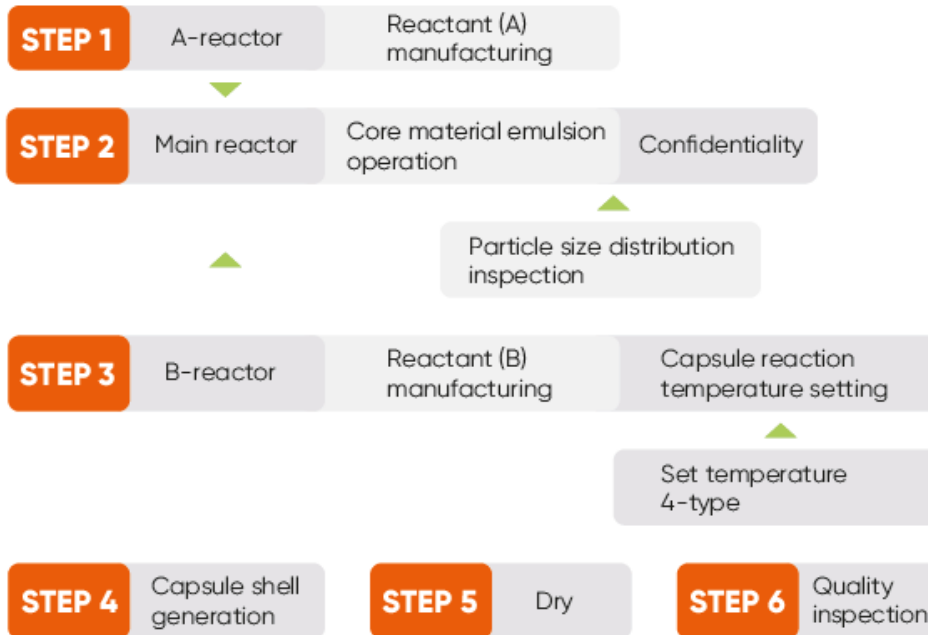 STEP 1
A-reactor
Reactant (A)
manufacturing
STEP 2
Main reactor
Core material emulsion
operation
Confidentiality
Particle size distribution
inspection
STEP 3
B-reactor
Reactant (B)
manufacturing
Capsule reaction
temperature setting
Set temperature
4-type
STEP 4
Capsule shell
generation
STEP 5
Dry
STEP 6
Quality
inspection